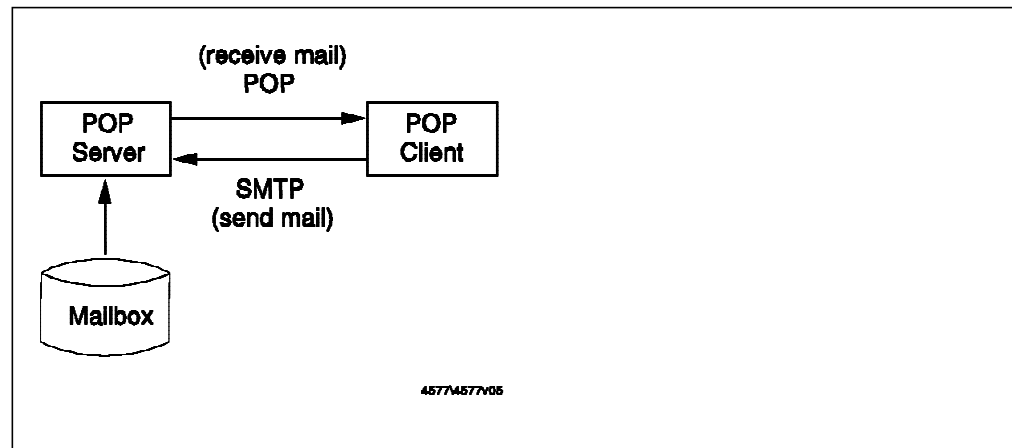 (receive mail)
POP
POP
Server
POP
Client
SMTP
(send mail)
Mailbox
4577\4577V05